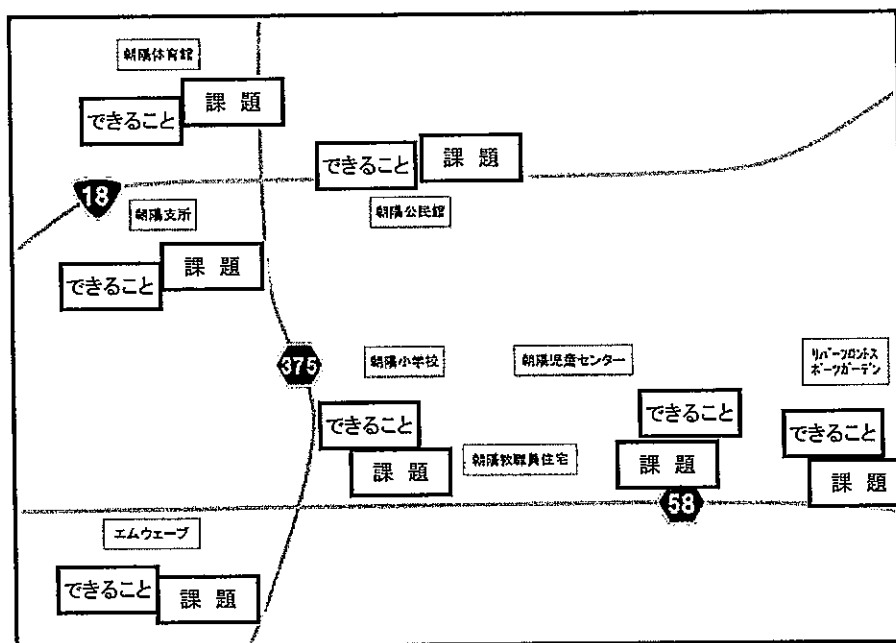 朝陽体育館
課題
できること
課題
できること
18
朝陽支所
朝陽公民館
課題
できること
375
朝陽小学校
朝陽児童センター
リバーフロントス
ポーツガーデン
できること
できること
できること
課題
朝陽教職員住宅
課題
課題
58
エムウェーブ
できること
課題